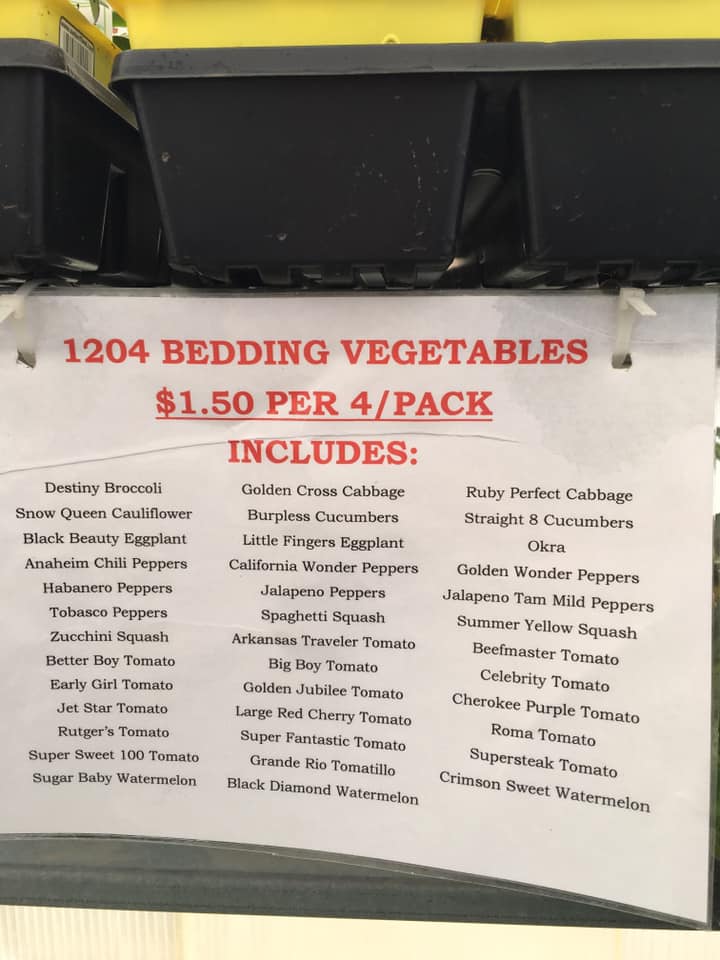 1204 BEDDING VEGETABLES
$1.50 PER 4/PACK
INCLUDES:
Destiny Broccoli
Snow Queen Cauliflower
Black Beauty Eggplant
Anaheim Chili Peppers
Habanero Peppers
Tobasco Peppers
Zucchini Squash
Better Boy Tomato
Early Girl Tomato
Jet Star Tomato
Rutger's Tomato
Super Sweet 100 Tomato
Sugar Baby Watermelon
Golden Cross Cabbage
Burpless Cucumbers
Little Fingers Eggplant
California Wonder Peppers
Jalapeno Peppers
Spaghetti Squash
Arkansas Traveler Tomato
Big Boy Tomato
Golden Jubilee Tomato
Large Red Cherry Tomato
Super Fantastic Tomato
Grande Rio Tomatillo
Black Diamond Watermelon
Ruby Perfect Cabbage
Straight 8 Cucumbers
Okra
Golden Wonder Peppers
Jalapeno Tam Mild Peppers
Summer Yellow Squash
Beefmaster Tomato
Celebrity Tomato
Cherokee Purple Tomato
Roma Tomato
Supersteak Tomato
Crimson Sweet Watermelon